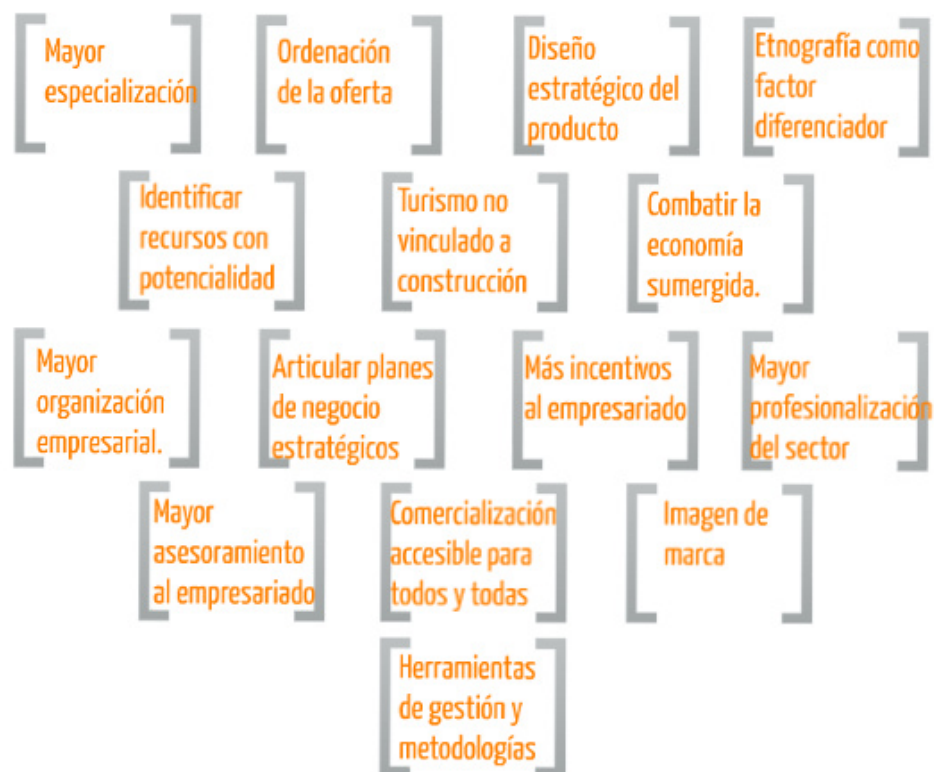 Mayor
especialización
Ordenación
de la oferta
Diseño
estratégico del
producto
Etnografía como
factor
diferenciador
Identificar
recursos con
potencialidad
Turismo no
vinculado a
construcción
Combatir la
economía
sumergida.
Mayor
organización
empresarial.
Articular planes
de negocio
estratégicos
Más incentivos
al empresariado
Mayor
profesionalización
del sector
Mayor
asesoramiento
al empresariado
Comercialización
accesible para
todos y todas
Imagen de
marca
Herramientas
de gestión y
metodologías